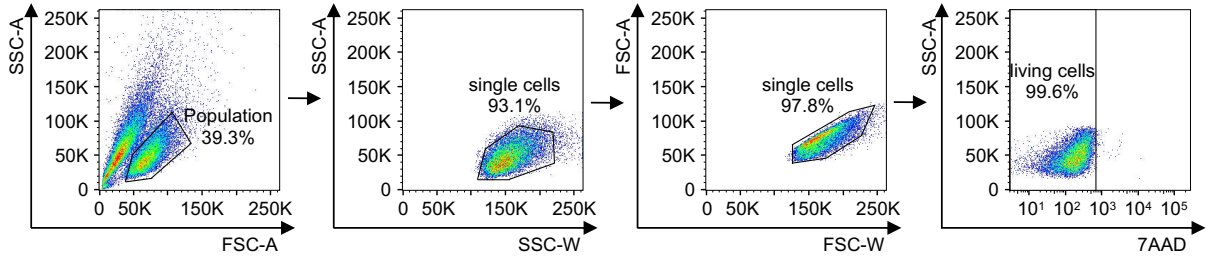 SSC-A
250K
200K
150K
100K
50K
0
Population
39.3%
0 50K 150K 250K
FSC-A
SSC-A
250K
200K
150K
100K
50K
0
single cells
93.1%
0 50K 150K 250K
SSC-W
FSC-A
250K
200K
150K
100K
50K
0
single cells
97.8%
0 50K 150K 250K
FSC-W
SSC-A
250K
200K
150K
100K
50K
0
living cells
99.6%
10¹ 10² 10³ 10⁴ 10⁵
7AAD